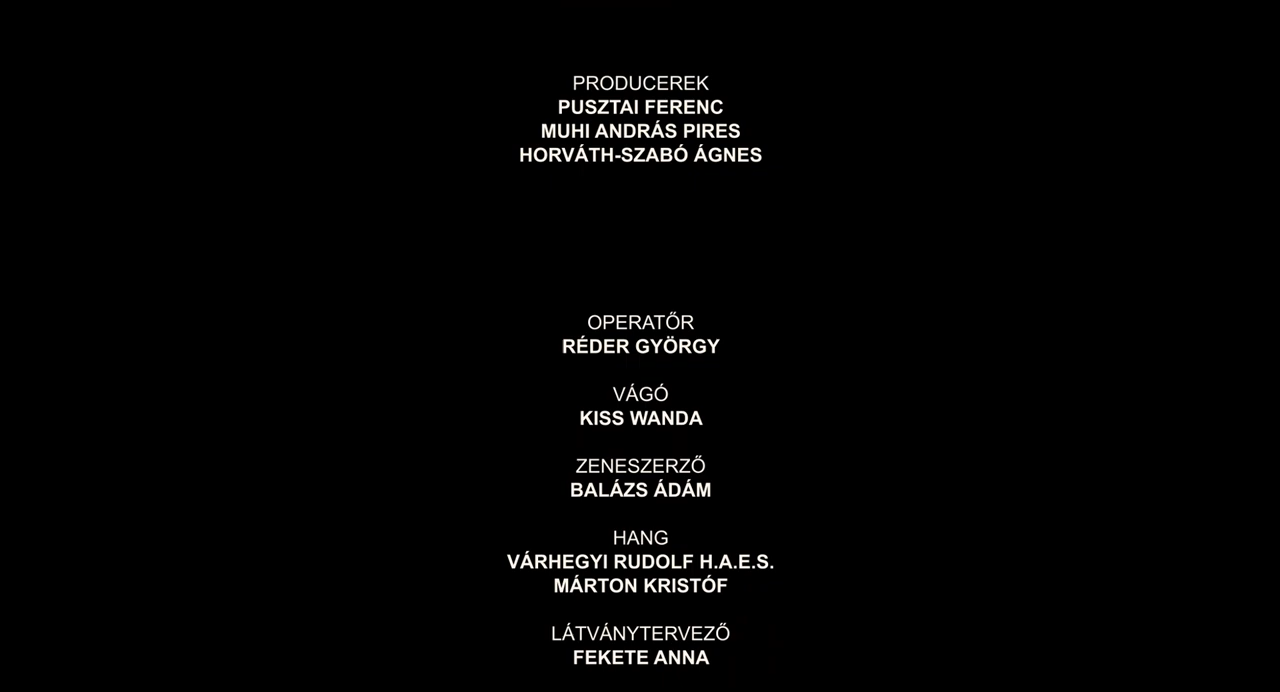 PRODUCEREK
PUSZTAI FERENC
MUHI ANDRÁS PIRES
HORVÁTH-SZABÓ ÁGNES
OPERATŐR
RÉDER GYÖRGY
VÁGÓ
KISS WANDA
ZENESZERZŐ
BALÁZS ÁDÁM
HANG
VÁRHEGYI RUDOLF H.A.E.S.
MÁRTON KRISTÓF
LÁTVÁNYTERVEZŐ
FEKETE ANNA